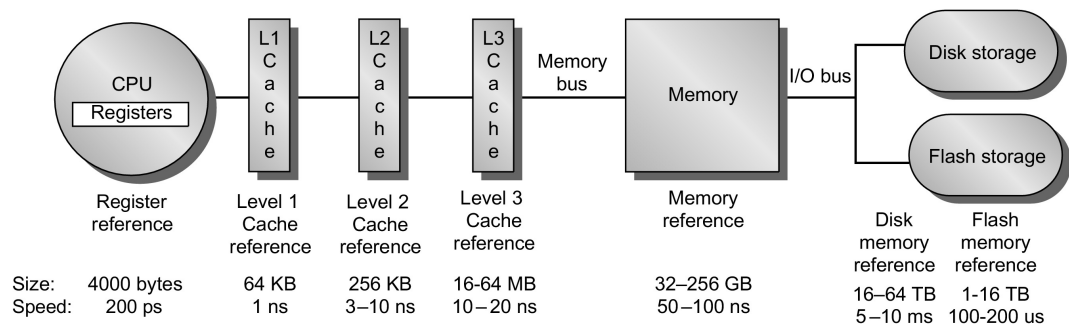 CPU
Registers
L1
C
a
c
h
e
L2
C
a
c
h
e
L3
C
a
c
h
e
Memory
bus
Memory
I/O bus
Disk storage
Flash storage
Register
reference
Level 1
Cache
reference
Level 2
Cache
reference
Level 3
Cache
reference
Memory
reference
Disk
memory
reference
Flash
memory
reference
Size: 4000 bytes 64 KB 256 KB 16-64 MB 32–256 GB 16–64 TB 1-16 TB
Speed: 200 ps 1 ns 3–10 ns 10–20 ns 50–100 ns 5–10 ms 100-200 us